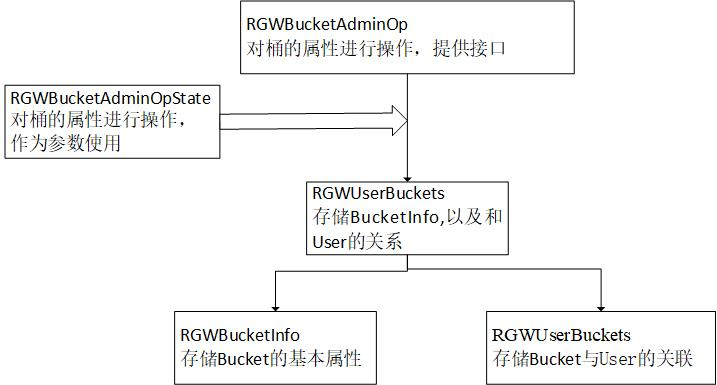 RGWBucketAdminOp
对桶的属性进行操作，提供接口
RGWBucketAdminOpState
对桶的属性进行操作，
作为参数使用
RGWUserBuckets
存储BucketInfo,以及和
User的关系
RGWBucketInfo
存储Bucket的基本属性
RGWUserBuckets
存储Bucket与User的关联